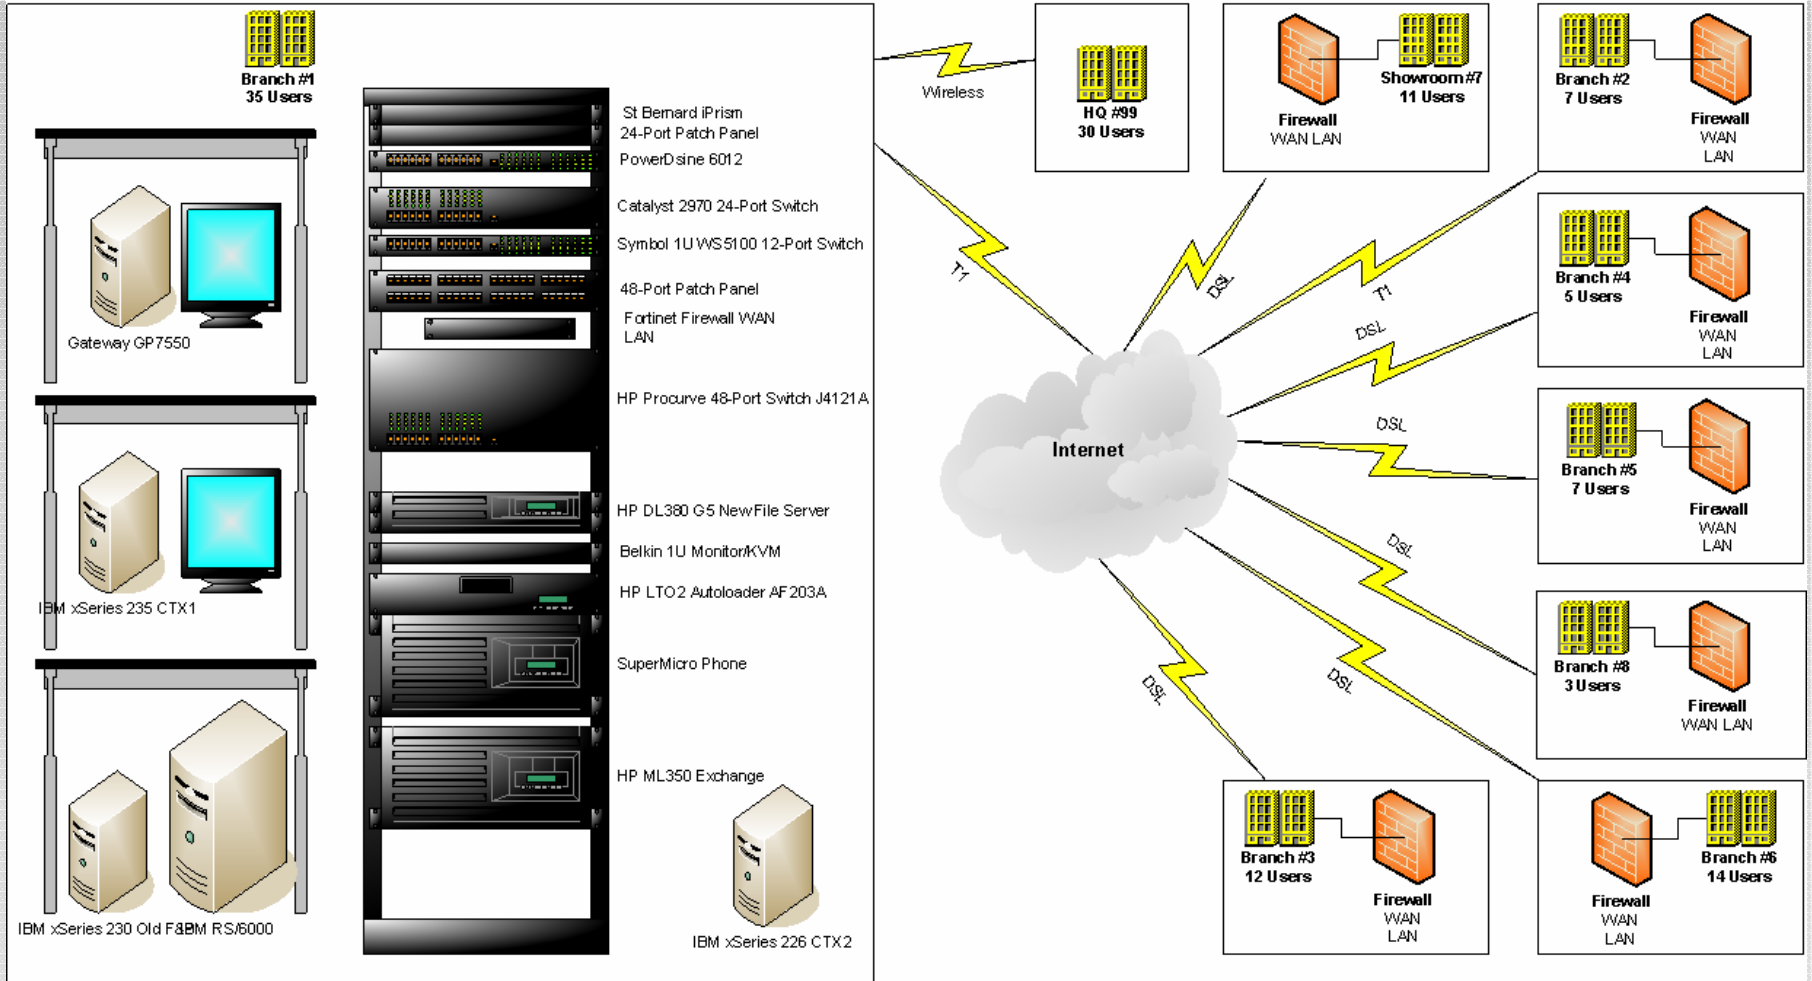 Branch #1
35 Users
Gateway GP7550
IBM xSeries 235 CTX1
IBM xSeries 230 Old
IBM RS/6000
St Bernard iPrism
24-Port Patch Panel
PowerDsine 6012
Catalyst 2970 24-Port Switch
Symbol 1U WS5100 12-Port Switch
48-Port Patch Panel
Fortinet Firewall WAN
LAN
HP Procurve 48-Port Switch J4121A
HP DL380 G5 New File Server
Belkin 1U Monitor/KVM
HP LTO2 Autoloader AF203A
SuperMicro Phone
HP ML350 Exchange
IBM xSeries 226 CTX2
Wireless
T1
HQ #99
30 Users
Firewall
WAN LAN
Showroom #7
11 Users
DSL
Branch #2
7 Users
Firewall
WAN
LAN
T1
Branch #4
5 Users
Firewall
WAN
LAN
DSL
Internet
DSL
Branch #5
7 Users
Firewall
WAN
LAN
DSL
Branch #8
3 Users
Firewall
WAN LAN
DSL
DSL
Branch #3
12 Users
Firewall
WAN
LAN
Firewall
WAN
LAN
Branch #6
14 Users